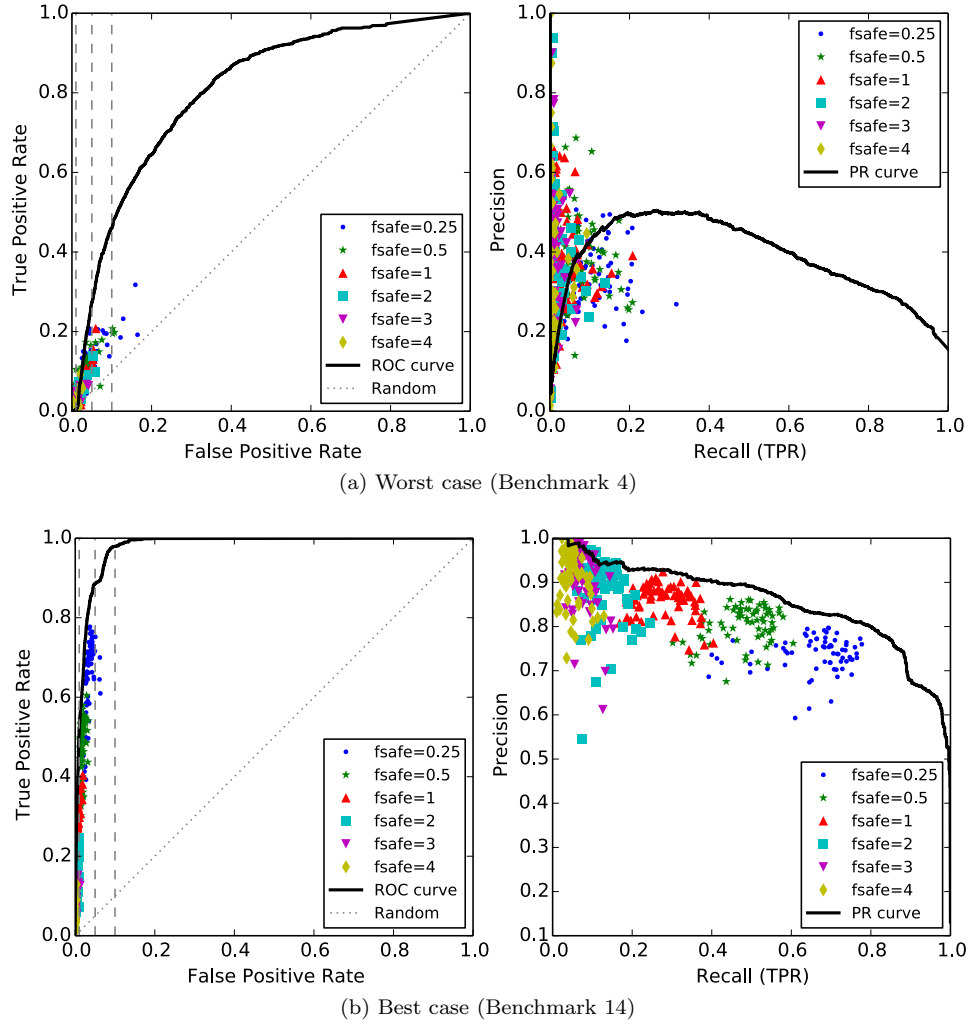 1.0
0.8
0.6
0.4
0.2
0.0
True Positive Rate
0.0 0.2 0.4 0.6 0.8 1.0
False Positive Rate
fsafe=0.25
fsafe=0.5
fsafe=1
fsafe=2
fsafe=3
fsafe=4
ROC curve
Random
1.0
0.8
0.6
0.4
0.2
0.0
Precision
0.0 0.2 0.4 0.6 0.8 1.0
Recall (TPR)
fsafe=0.25
fsafe=0.5
fsafe=1
fsafe=2
fsafe=3
fsafe=4
PR curve
(a) Worst case (Benchmark 4)
1.0
0.8
0.6
0.4
0.2
0.0
True Positive Rate
0.0 0.2 0.4 0.6 0.8 1.0
False Positive Rate
fsafe=0.25
fsafe=0.5
fsafe=1
fsafe=2
fsafe=3
fsafe=4
ROC curve
Random
1.0
0.9
0.8
0.7
0.6
0.5
0.4
0.3
0.2
0.1
Precision
0.0 0.2 0.4 0.6 0.8 1.0
Recall (TPR)
fsafe=0.25
fsafe=0.5
fsafe=1
fsafe=2
fsafe=3
fsafe=4
PR curve
(b) Best case (Benchmark 14)